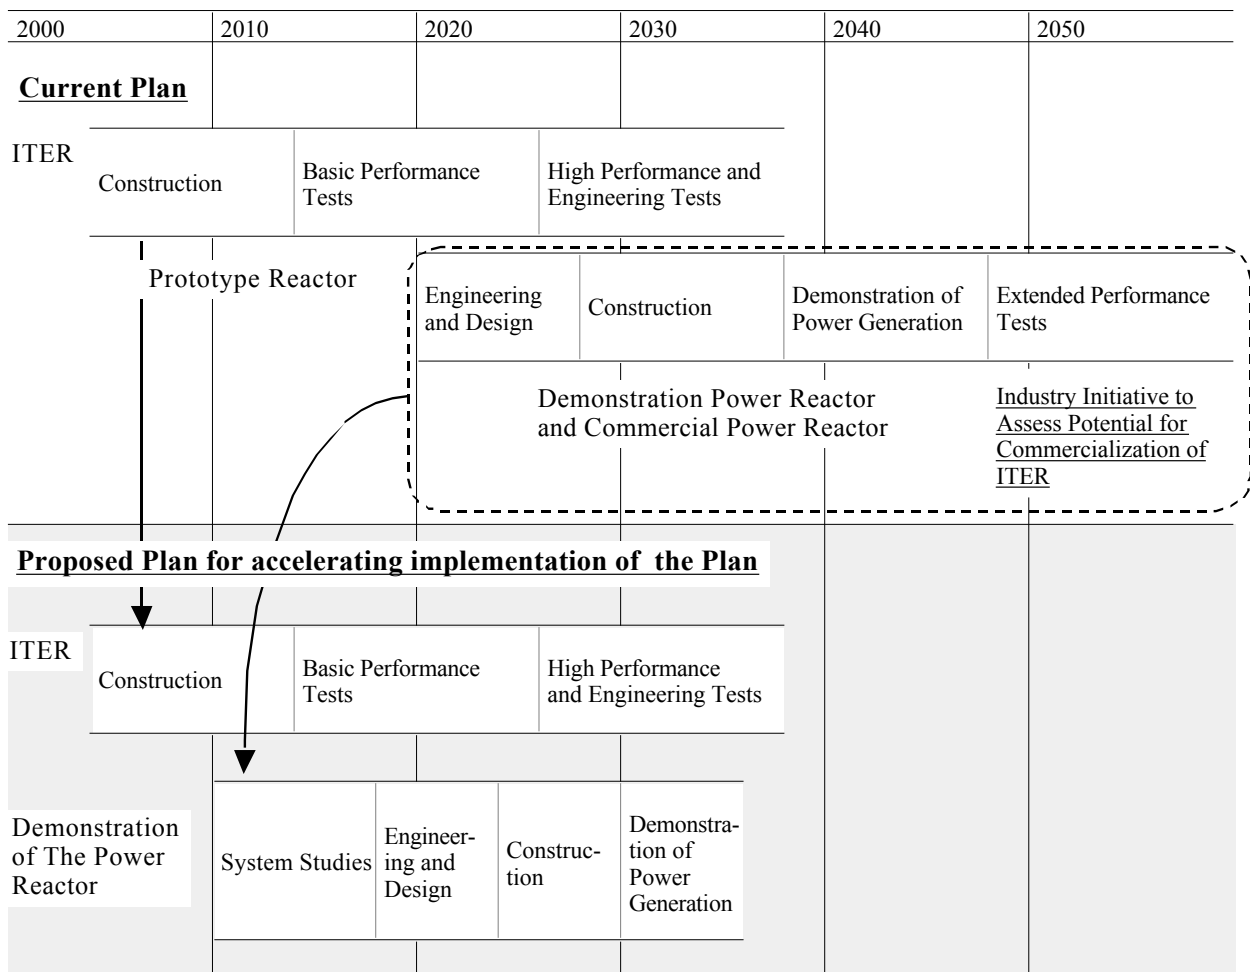 2000 2010 2020 2030 2040 2050
Current Plan
ITER
Construction
Basic Performance
Tests
High Performance and
Engineering Tests
Prototype Reactor
Engineering
and Design
Construction
Demonstration of
Power Generation
Extended Performance
Tests
Demonstration Power Reactor
and Commercial Power Reactor
Industry Initiative to
Assess Potential for
Commercialization of
ITER
Proposed Plan for accelerating implementation of the Plan
ITER
Construction
Basic Performance
Tests
High Performance
and Engineering Tests
Demonstration
of The Power
Reactor
System Studies
Engineer-
ing and
Design
Construc-
tion
Demonstra-
tion of
Power
Generation